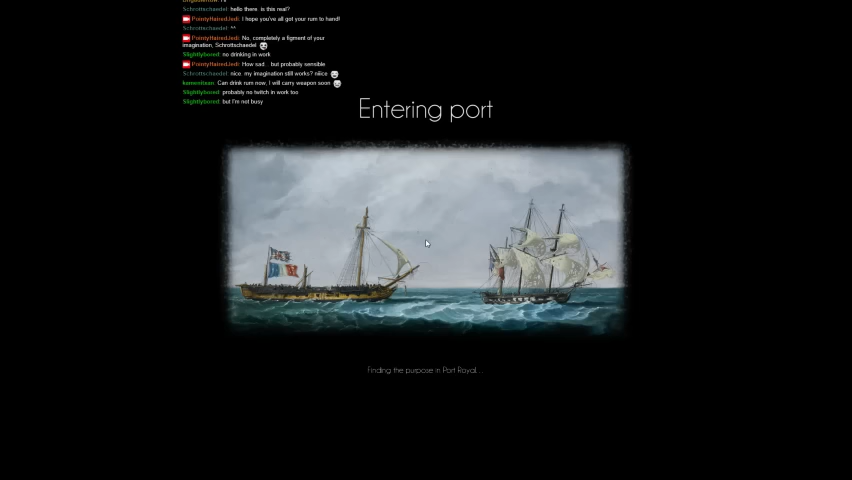 Schrottschaedel: hello there. is this real?
PointyHairedJedi: I hope you've all got your rum to hand!
Schrottschaedel: ^^
PointyHairedJedi: No, completely a figment of your
imagination, Schrottschaedel
Slightlybored: no drinking in work
PointyHairedJedi: How sad... but probably sensible
Schrottschaedel: nice. my imagination still works? niiice
Can drink rum now, I will carry weapon soon
Slightlybored: probably no twitch in work too
Slightlybored: but I'm not busy
Entering port
Finding the purpose in Port Royal...